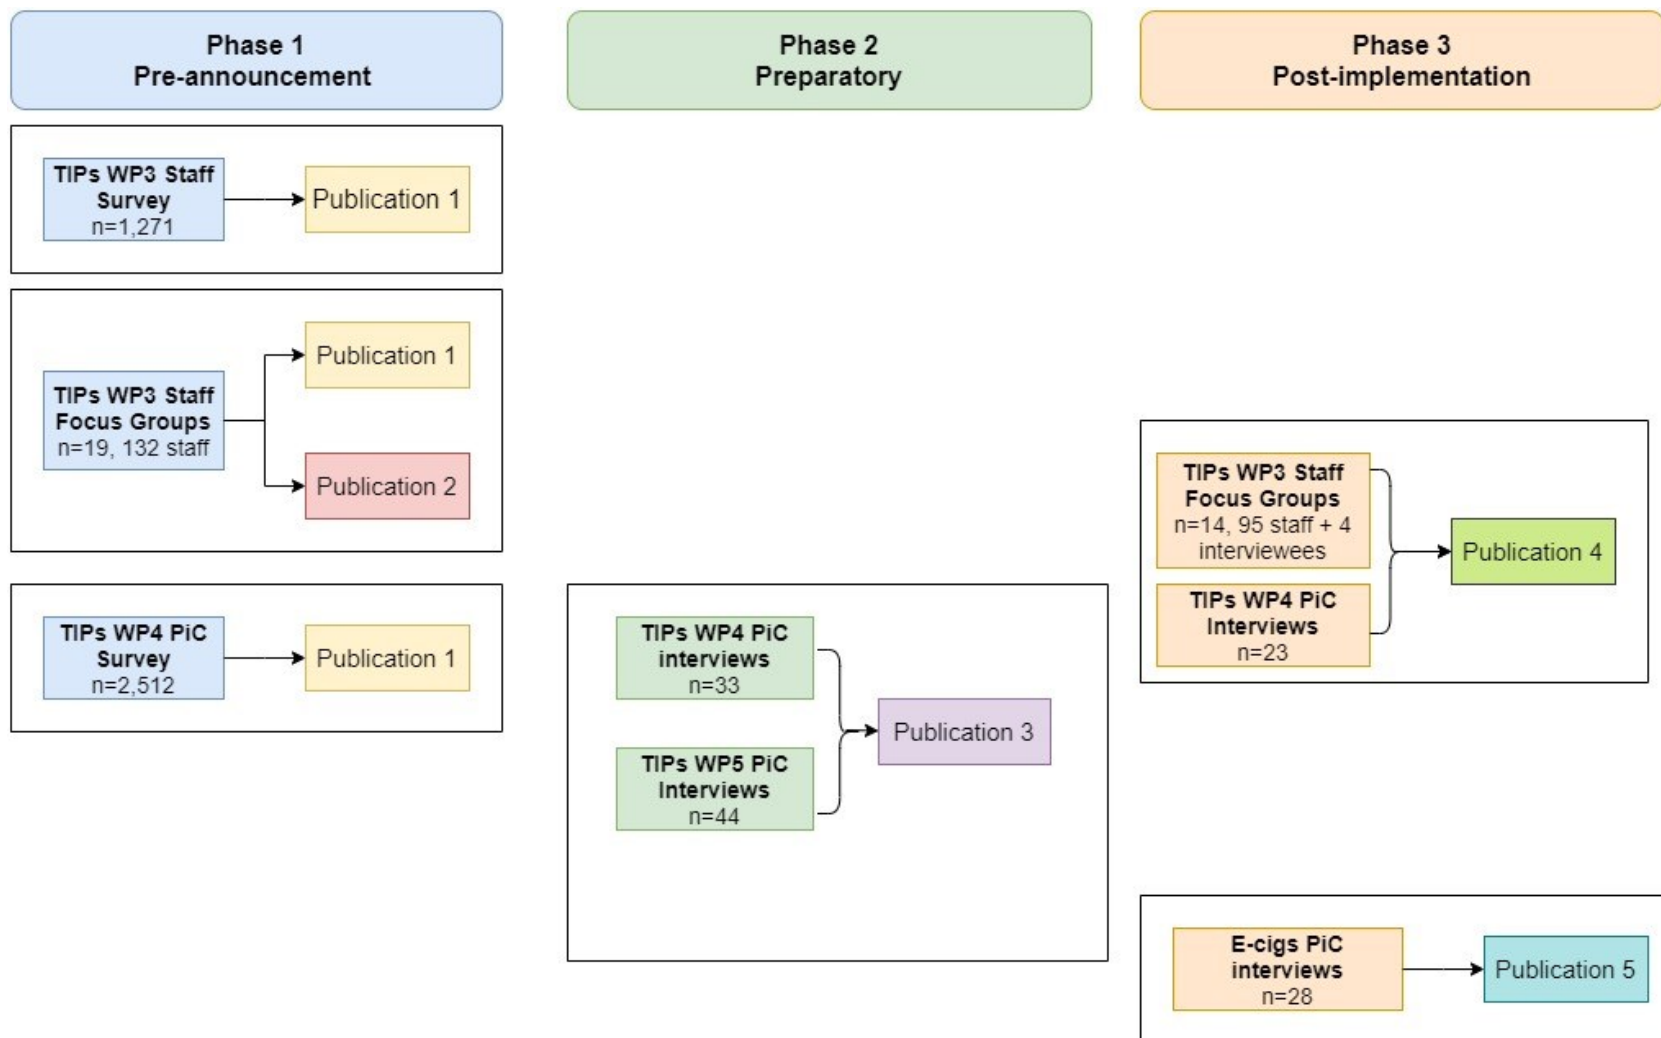 Phase 1
Pre-announcement
Phase 2
Preparatory
Phase 3
Post-implementation
TIPs WP3 Staff
Survey
n=1,271
Publication 1
TIPs WP3 Staff
Focus Groups
n=19, 132 staff
Publication 1
Publication 2
TIPs WP4 PiC
Survey
n=2,512
Publication 1
TIPs WP4 PiC
interviews
n=33
TIPs WP5 PiC
Interviews
n=44
Publication 3
TIPs WP3 Staff
Focus Groups
n=14, 95 staff + 4
interviewees
TIPs WP4 PiC
Interviews
n=23
Publication 4
E-cigs PiC
interviews
n=28
Publication 5